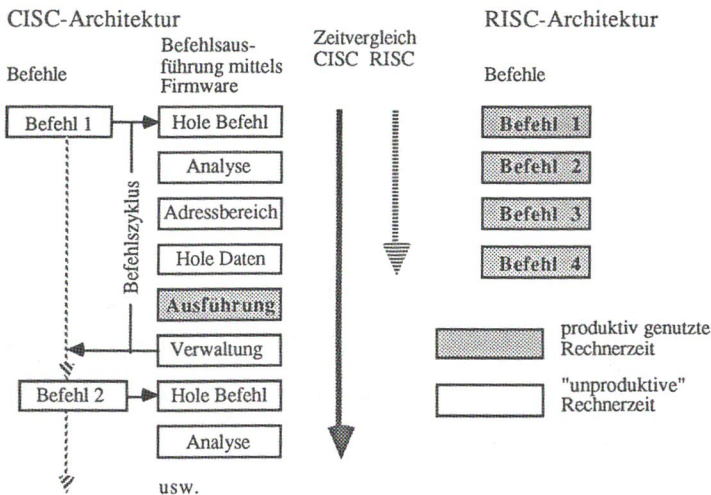 CISC-Architektur
Befehle
Befehlsaus-
führung mittels
Firmware
Befehl 1
Hole Befehl
Analyse
Adressbereich
Hole Daten
Ausführung
Verwaltung
Befehlszyklus
Befehl 2
Hole Befehl
Analyse
usw.
Zeitvergleich
CISC RISC
RISC-Architektur
Befehle
Befehl 1
Befehl 2
Befehl 3
Befehl 4
produktiv genutzte
Rechnerzeit
"unproduktive"
Rechnerzeit